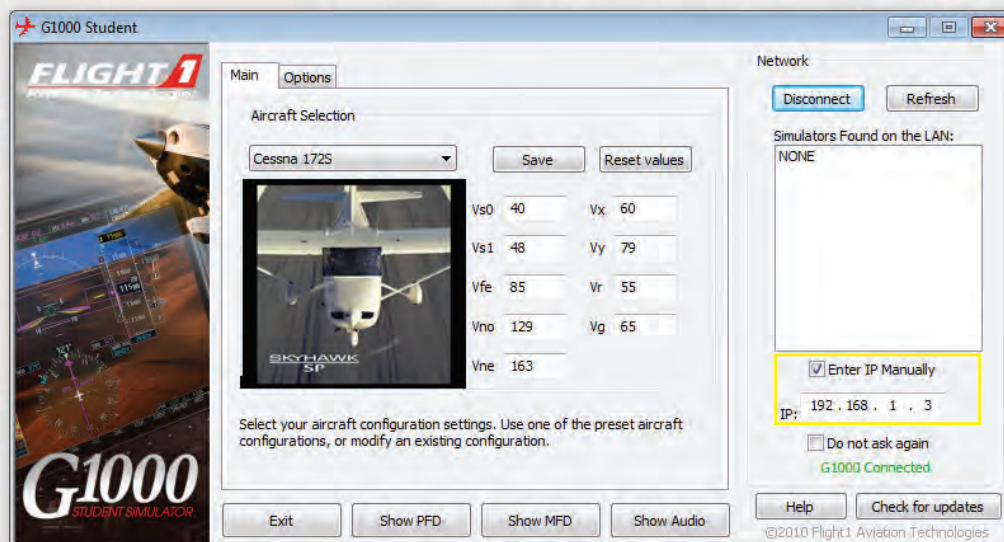 G1000 Student
FLIGHT 1
Main
Options
Aircraft Selection
Cessna 172S
Save
Reset values
Vs0 40 Vx 60
Vs1 48 Vy 79
Vfe 85 Vr 55
Vno 129 Vg 65
Vne 163
SKYHAWK
SP
Select your aircraft configuration settings. Use one of the preset aircraft
configurations, or modify an existing configuration.
G1000
STUDENT SIMULATOR
Exit
Show PFD
Show MFD
Show Audio
Network
Disconnect
Refresh
Simulators Found on the LAN:
NONE
Enter IP Manually
IP: 192 . 168 . 1 . 3
Do not ask again
G1000 Connected
Help
Check for updates
©2010 Flight1 Aviation Technologies